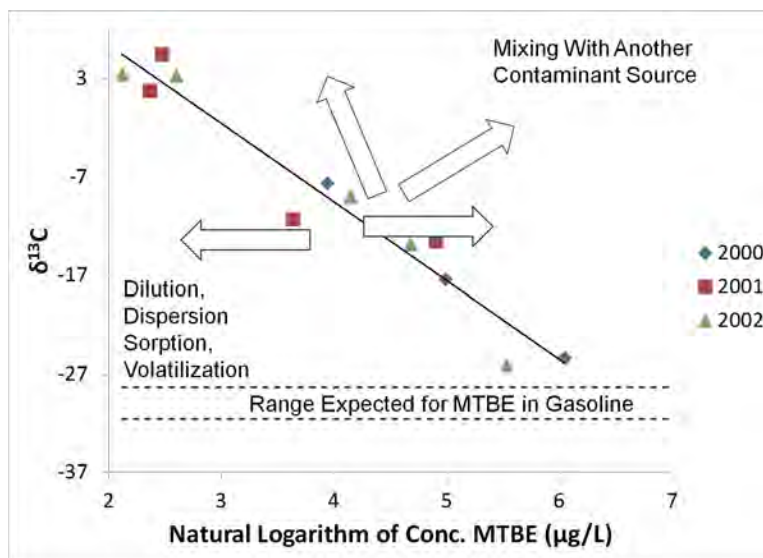 Mixing With Another
Contaminant Source
3
-7
-17
-27
-37
δ¹³C
Dilution,
Dispersion
Sorption,
Volatilization
Range Expected for MTBE in Gasoline
2000
2001
2002
2 3 4 5 6 7
Natural Logarithm of Conc. MTBE (µg/L)